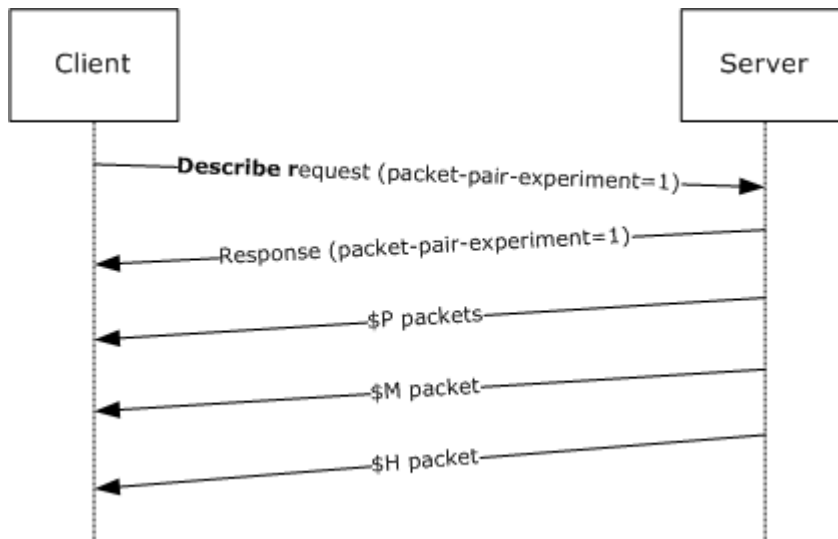 Client
Server
Describe request (packet-pair-experiment=1)
Response (packet-pair-experiment=1)
$P packets
$M packet
$H packet